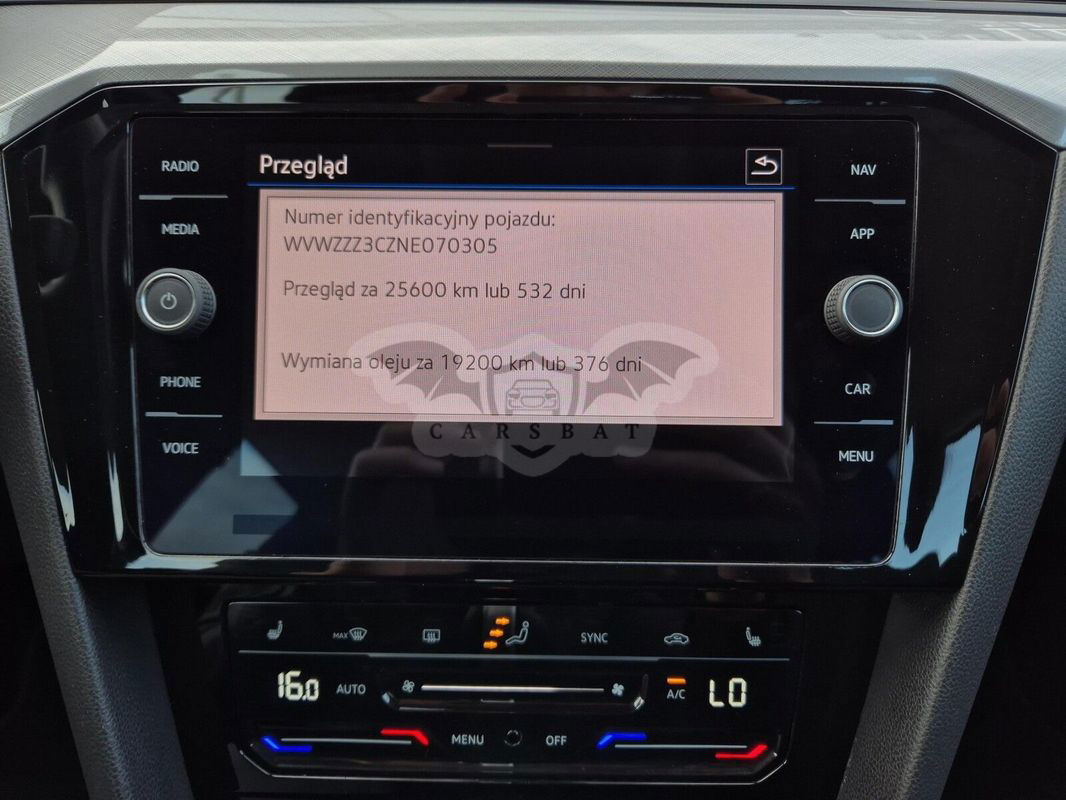 RADIO
MEDIA
PHONE
VOICE
Przegląd
Numer identyfikacyjny pojazdu:
WVWZZZ3CZNE070305
Przegląd za 25600 km lub 532 dni
Wymiana oleju za 19200 km lub 376 dni
CARSBAT
NAV
APP
CAR
MENU
MAX
SYNC
16.0
AUTO
A/C
LO
MENU
OFF